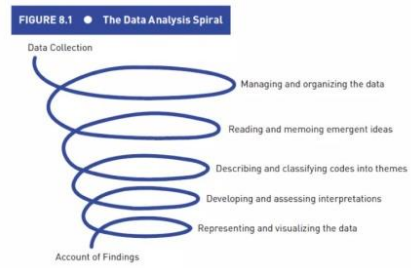 FIGURE 8.1 ● The Data Analysis Spiral
Data Collection
Managing and organizing the data
Reading and memoing emergent ideas
Describing and classifying codes into themes
Developing and assessing interpretations
Representing and visualizing the data
Account of Findings